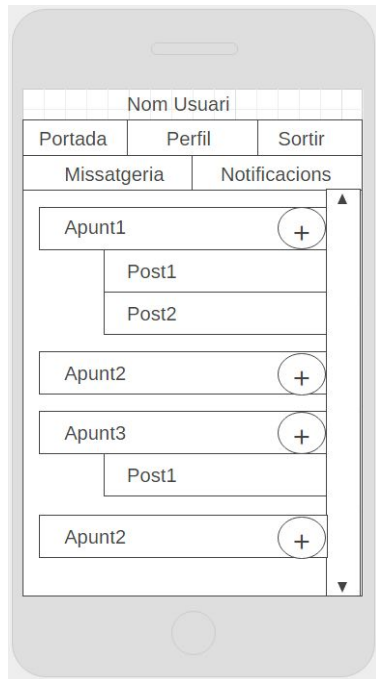 Nom Usuari
Portada Perfil Sortir
Missatgeria Notificacions
Apunt1 +
Post1
Post2
Apunt2 +
Apunt3 +
Post1
Apunt2 +